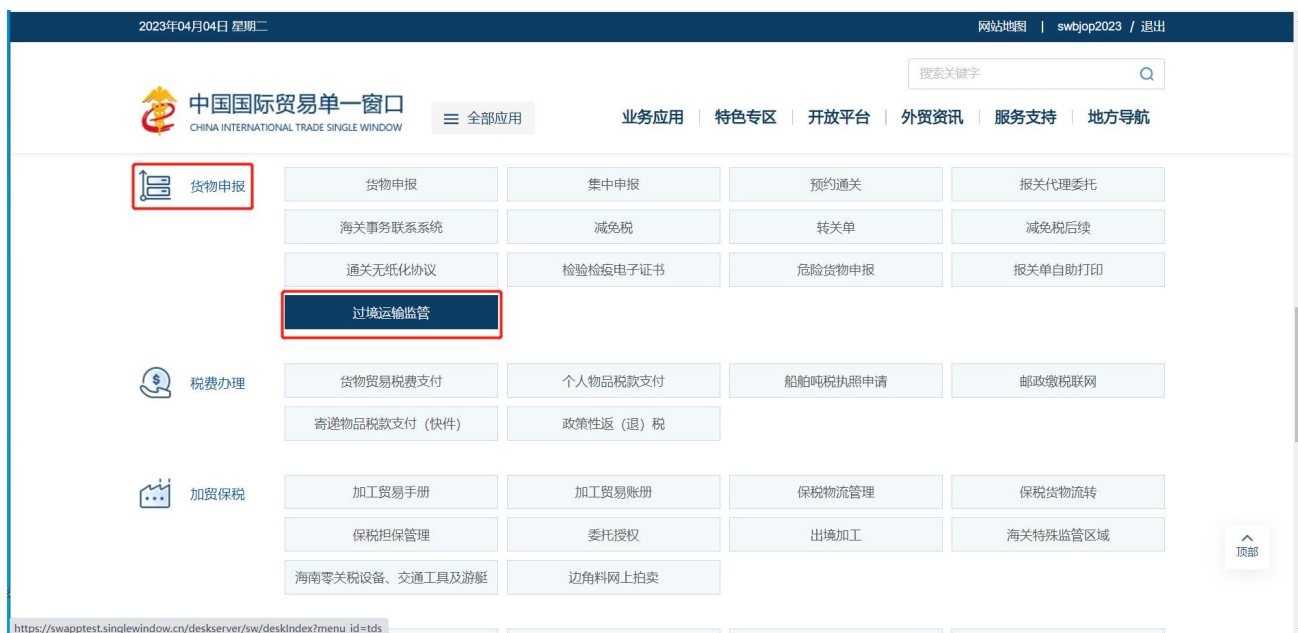 2023年04月04日 星期二
网站地图 | swbjop2023 / 退出
搜索关键字
中国国际贸易单一窗口
CHINA INTERNATIONAL TRADE SINGLE WINDOW
全部应用
业务应用 特色专区 开放平台 外贸资讯 服务支持 地方导航
货物申报
货物申报 集中申报 预约通关 报关代理委托
海关事务联系系统 减免税 转关单 减免税后续
通关无纸化协议 检验检疫电子证书 危险货物申报 报关单自助打印
过境运输监管
税费办理
货物贸易税费支付 个人物品税款支付 船舶吨税执照申请 邮政缴税联网
寄递物品税款支付（快件） 政策性返（退）税
加贸保税
加工贸易手册 加工贸易账册 保税物流管理 保税货物流转
保税担保管理 委托授权 出境加工 海关特殊监管区域
海南零关税设备、交通工具及游艇 边角料网上拍卖
顶部
https://swapptest.singlewindow.cn/deskserver/sw/deskIndex?menu_id=tds